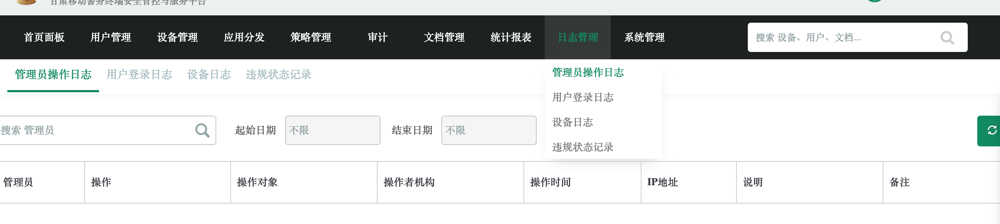 甘肃移动警务终端安全管控与服务平台
首页面板 用户管理 设备管理 应用分发 策略管理 审计 文档管理 统计报表 日志管理 系统管理 搜索 设备、用户、文档...
管理员操作日志 用户登录日志 设备日志 违规状态记录
管理员操作日志
用户登录日志
设备日志
违规状态记录
搜索 管理员 起始日期 不限 结束日期 不限
管理员 操作 操作对象 操作者机构 操作时间 IP地址 说明 备注